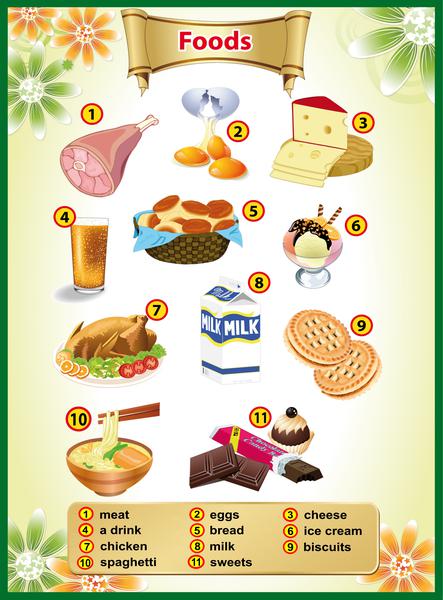 Foods
1
2
3
4
5
6
7
8
MILK MILK
9
10
11
Chocolate
1 meat 2 eggs 3 cheese
4 a drink 5 bread 6 ice cream
7 chicken 8 milk 9 biscuits
10 spaghetti 11 sweets